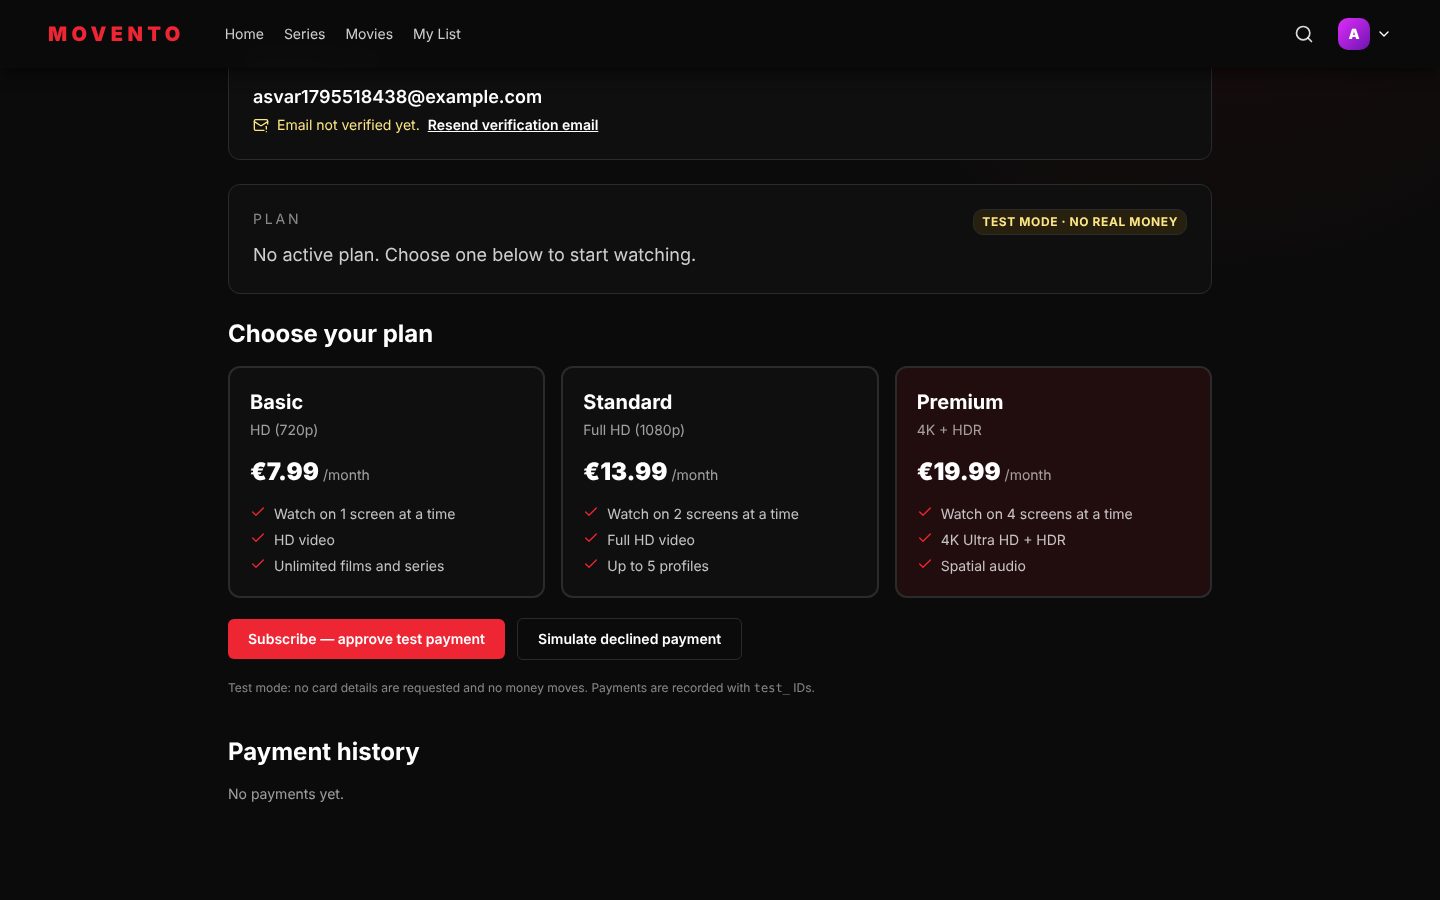 MOVENTO
Home Series Movies My List
A
asvar1795518438@example.com
Email not verified yet. Resend verification email
PLAN
TEST MODE · NO REAL MONEY
No active plan. Choose one below to start watching.
Choose your plan
Basic
HD (720p)
€7.99 /month
Watch on 1 screen at a time
HD video
Unlimited films and series
Standard
Full HD (1080p)
€13.99 /month
Watch on 2 screens at a time
Full HD video
Up to 5 profiles
Premium
4K + HDR
€19.99 /month
Watch on 4 screens at a time
4K Ultra HD + HDR
Spatial audio
Subscribe — approve test payment
Simulate declined payment
Test mode: no card details are requested and no money moves. Payments are recorded with test_ IDs.
Payment history
No payments yet.